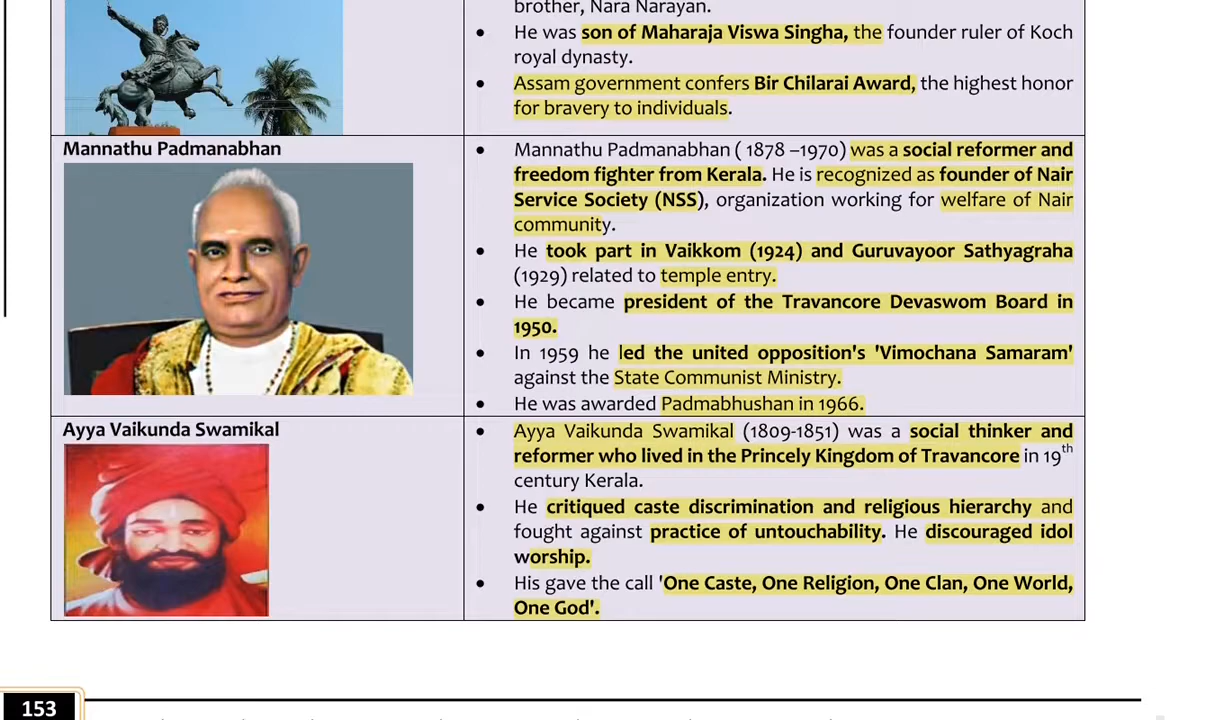 brother, Nara Narayan.
• He was son of Maharaja Viswa Singha, the founder ruler of Koch
royal dynasty.
• Assam government confers Bir Chilarai Award, the highest honor
for bravery to individuals.
Mannathu Padmanabhan
• Mannathu Padmanabhan ( 1878 –1970) was a social reformer and
freedom fighter from Kerala. He is recognized as founder of Nair
Service Society (NSS), organization working for welfare of Nair
community.
• He took part in Vaikkom (1924) and Guruvayoor Sathyagraha
(1929) related to temple entry.
• He became president of the Travancore Devaswom Board in
1950.
• In 1959 he led the united opposition's 'Vimochana Samaram'
against the State Communist Ministry.
• He was awarded Padmabhushan in 1966.
Ayya Vaikunda Swamikal
• Ayya Vaikunda Swamikal (1809-1851) was a social thinker and
reformer who lived in the Princely Kingdom of Travancore in 19th
century Kerala.
• He critiqued caste discrimination and religious hierarchy and
fought against practice of untouchability. He discouraged idol
worship.
• His gave the call 'One Caste, One Religion, One Clan, One World,
One God'.
153